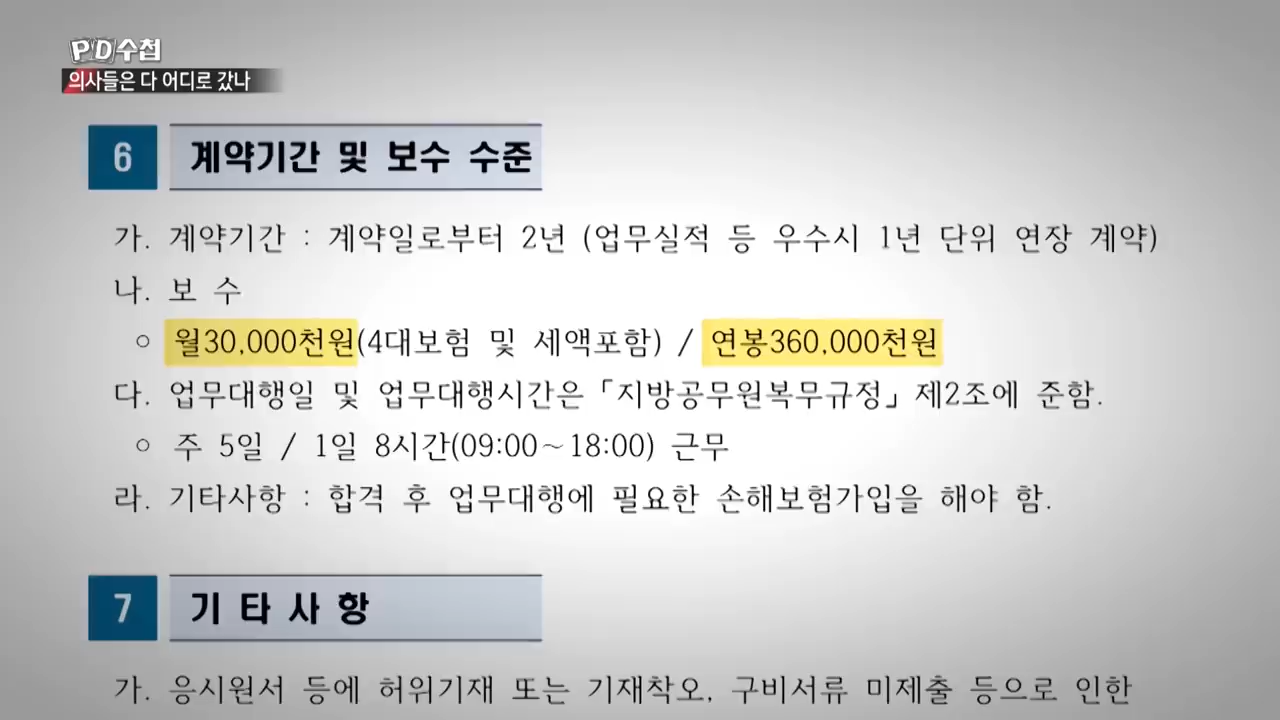 PD수첩
의사들은 다 어디로 갔나
6 계약기간 및 보수 수준
가. 계약기간 : 계약일로부터 2년 (업무실적 등 우수시 1년 단위 연장 계약)
나. 보 수
○ 월30,000천원(4대보험 및 세액포함) / 연봉360,000천원
다. 업무대행일 및 업무대행시간은「지방공무원복무규정」제2조에 준함.
○ 주 5일 / 1일 8시간(09:00~18:00) 근무
라. 기타사항 : 합격 후 업무대행에 필요한 손해보험가입을 해야 함.
7 기 타 사 항
가. 응시원서 등에 허위기재 또는 기재착오, 구비서류 미제출 등으로 인한